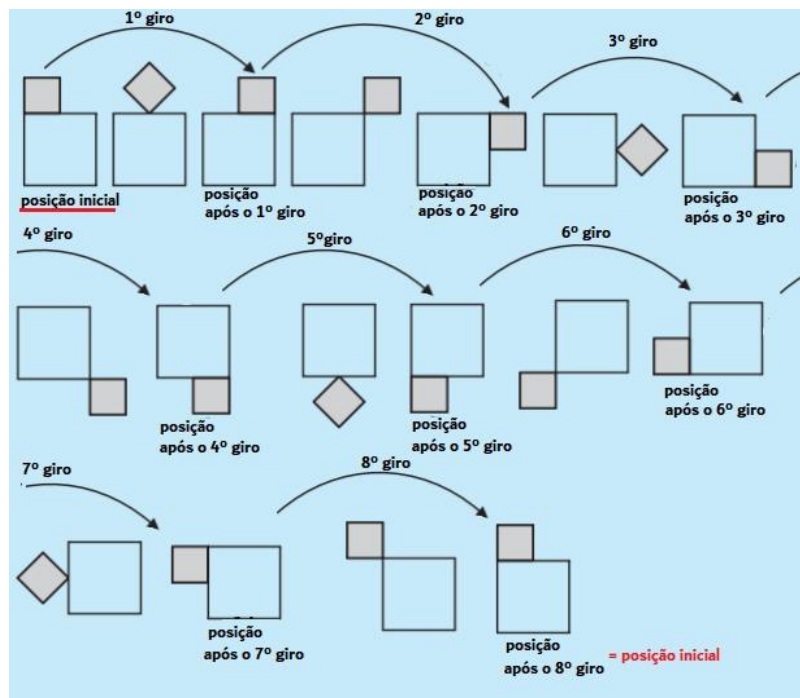 1º giro
2º giro
3º giro
posição inicial
posição
após o 1º giro
posição
após o 2º giro
posição
após o 3º giro
4º giro
5ºgiro
6º giro
posição
após o 4º giro
posição
após o 5º giro
posição
após o 6º giro
7º giro
8º giro
posição
após o 7º giro
posição
após o 8º giro
= posição inicial